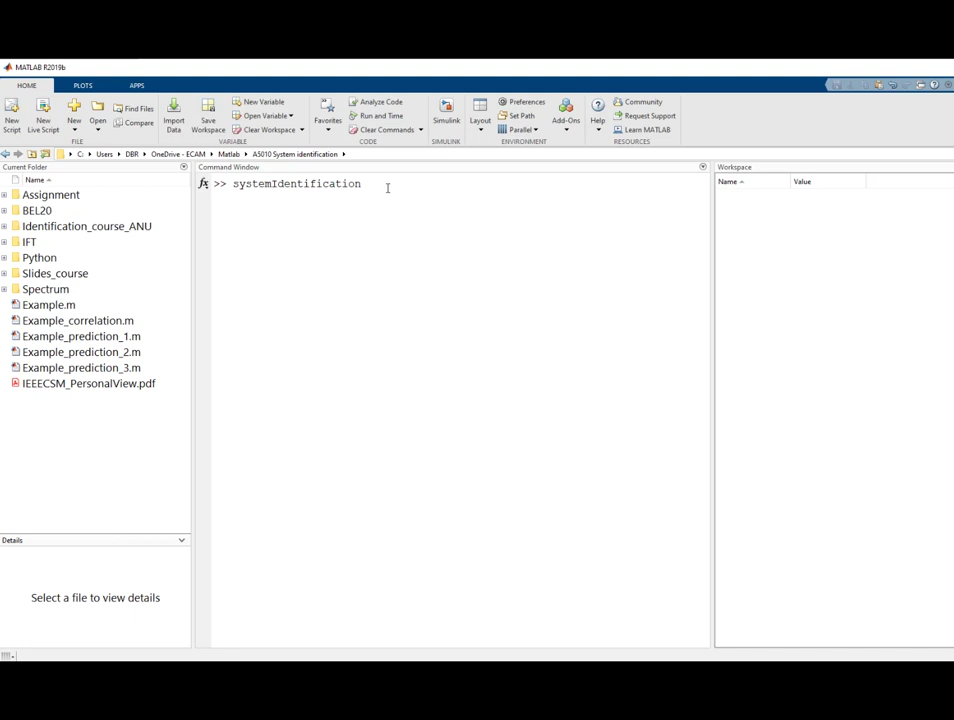 MATLAB R2019b
HOME PLOTS APPS
New Script
New Live Script
New
Open
Find Files
Compare
FILE
Import Data
Save Workspace
New Variable
Open Variable
Clear Workspace
VARIABLE
Favorites
Analyze Code
Run and Time
Clear Commands
CODE
Simulink
SIMULINK
Layout
Preferences
Set Path
Parallel
ENVIRONMENT
Add-Ons
Help
Community
Request Support
Learn MATLAB
RESOURCES
C: Users DBR OneDrive - ECAM Matlab A5010 System identification
Current Folder
Name
Assignment
BEL20
Identification_course_ANU
IFT
Python
Slides_course
Spectrum
Example.m
Example_correlation.m
Example_prediction_1.m
Example_prediction_2.m
Example_prediction_3.m
IEEECSM_PersonalView.pdf
Details
Select a file to view details
Command Window
fx >> systemIdentification
Workspace
Name Value